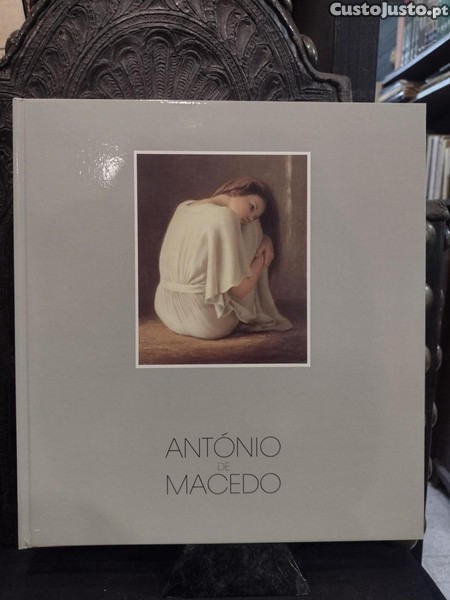 CustoJusto.pt
ANTÓNIO
DE
MACEDO